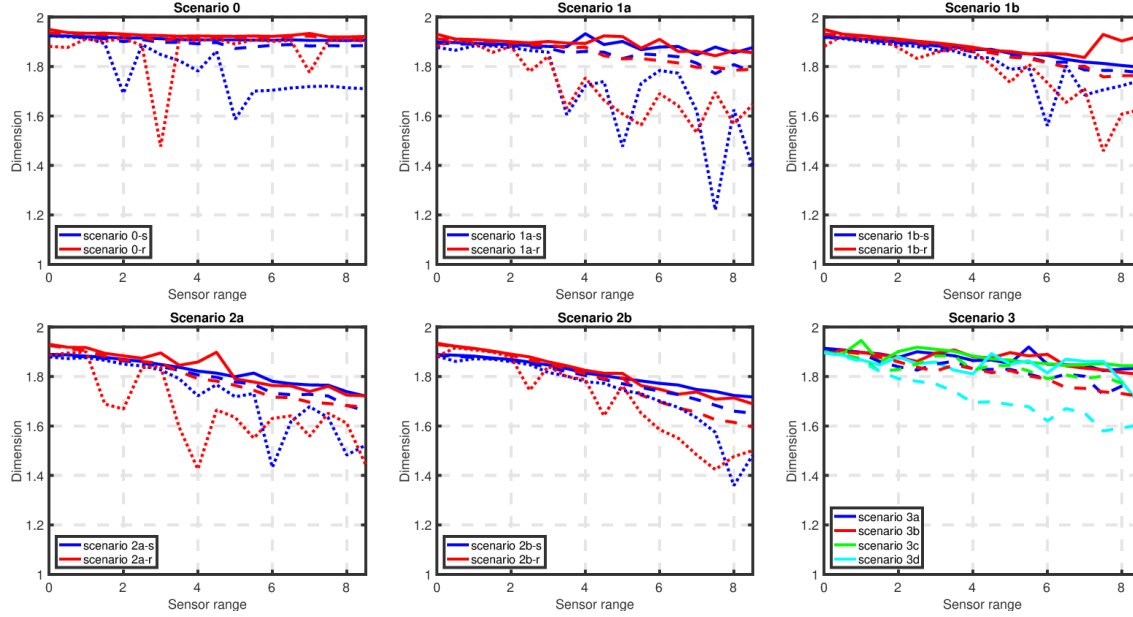 Scenario 0
2
1.8
1.6
1.4
1.2
1
Dimension
scenario 0-s
scenario 0-r
0
2
4
6
8
Sensor range
Scenario 1a
2
1.8
1.6
1.4
1.2
1
Dimension
scenario 1a-s
scenario 1a-r
0
2
4
6
8
Sensor range
Scenario 1b
2
1.8
1.6
1.4
1.2
1
Dimension
scenario 1b-s
scenario 1b-r
0
2
4
6
8
Sensor range
Scenario 2a
2
1.8
1.6
1.4
1.2
1
Dimension
scenario 2a-s
scenario 2a-r
0
2
4
6
8
Sensor range
Scenario 2b
2
1.8
1.6
1.4
1.2
1
Dimension
scenario 2b-s
scenario 2b-r
0
2
4
6
8
Sensor range
Scenario 3
2
1.8
1.6
1.4
1.2
1
Dimension
scenario 3a
scenario 3b
scenario 3c
scenario 3d
0
2
4
6
8
Sensor range